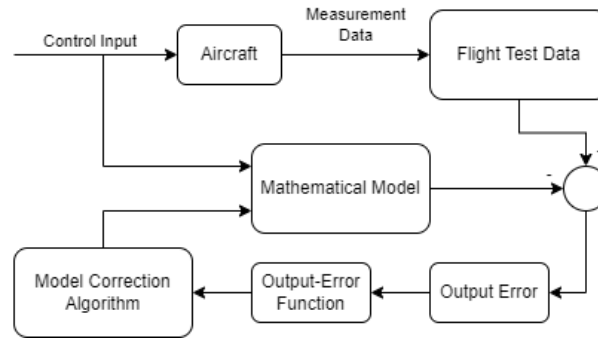 Measurement
Data
Control Input
Aircraft
Flight Test Data
-
Mathematical Model
Model Correction
Algorithm
Output-Error
Function
Output Error